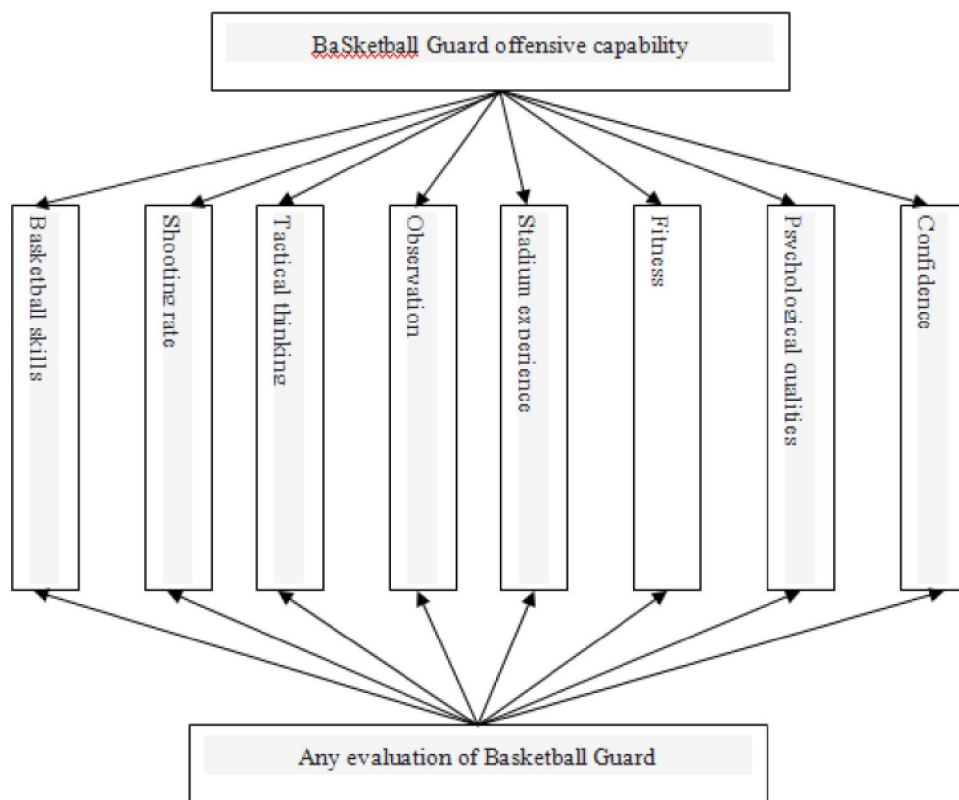 BaSketball Guard offensive capability
Basketball skills
Shooting rate
Tactical thinking
Observation
Stadium experience
Fitness
Psychological qualities
Confidence
Any evaluation of Basketball Guard